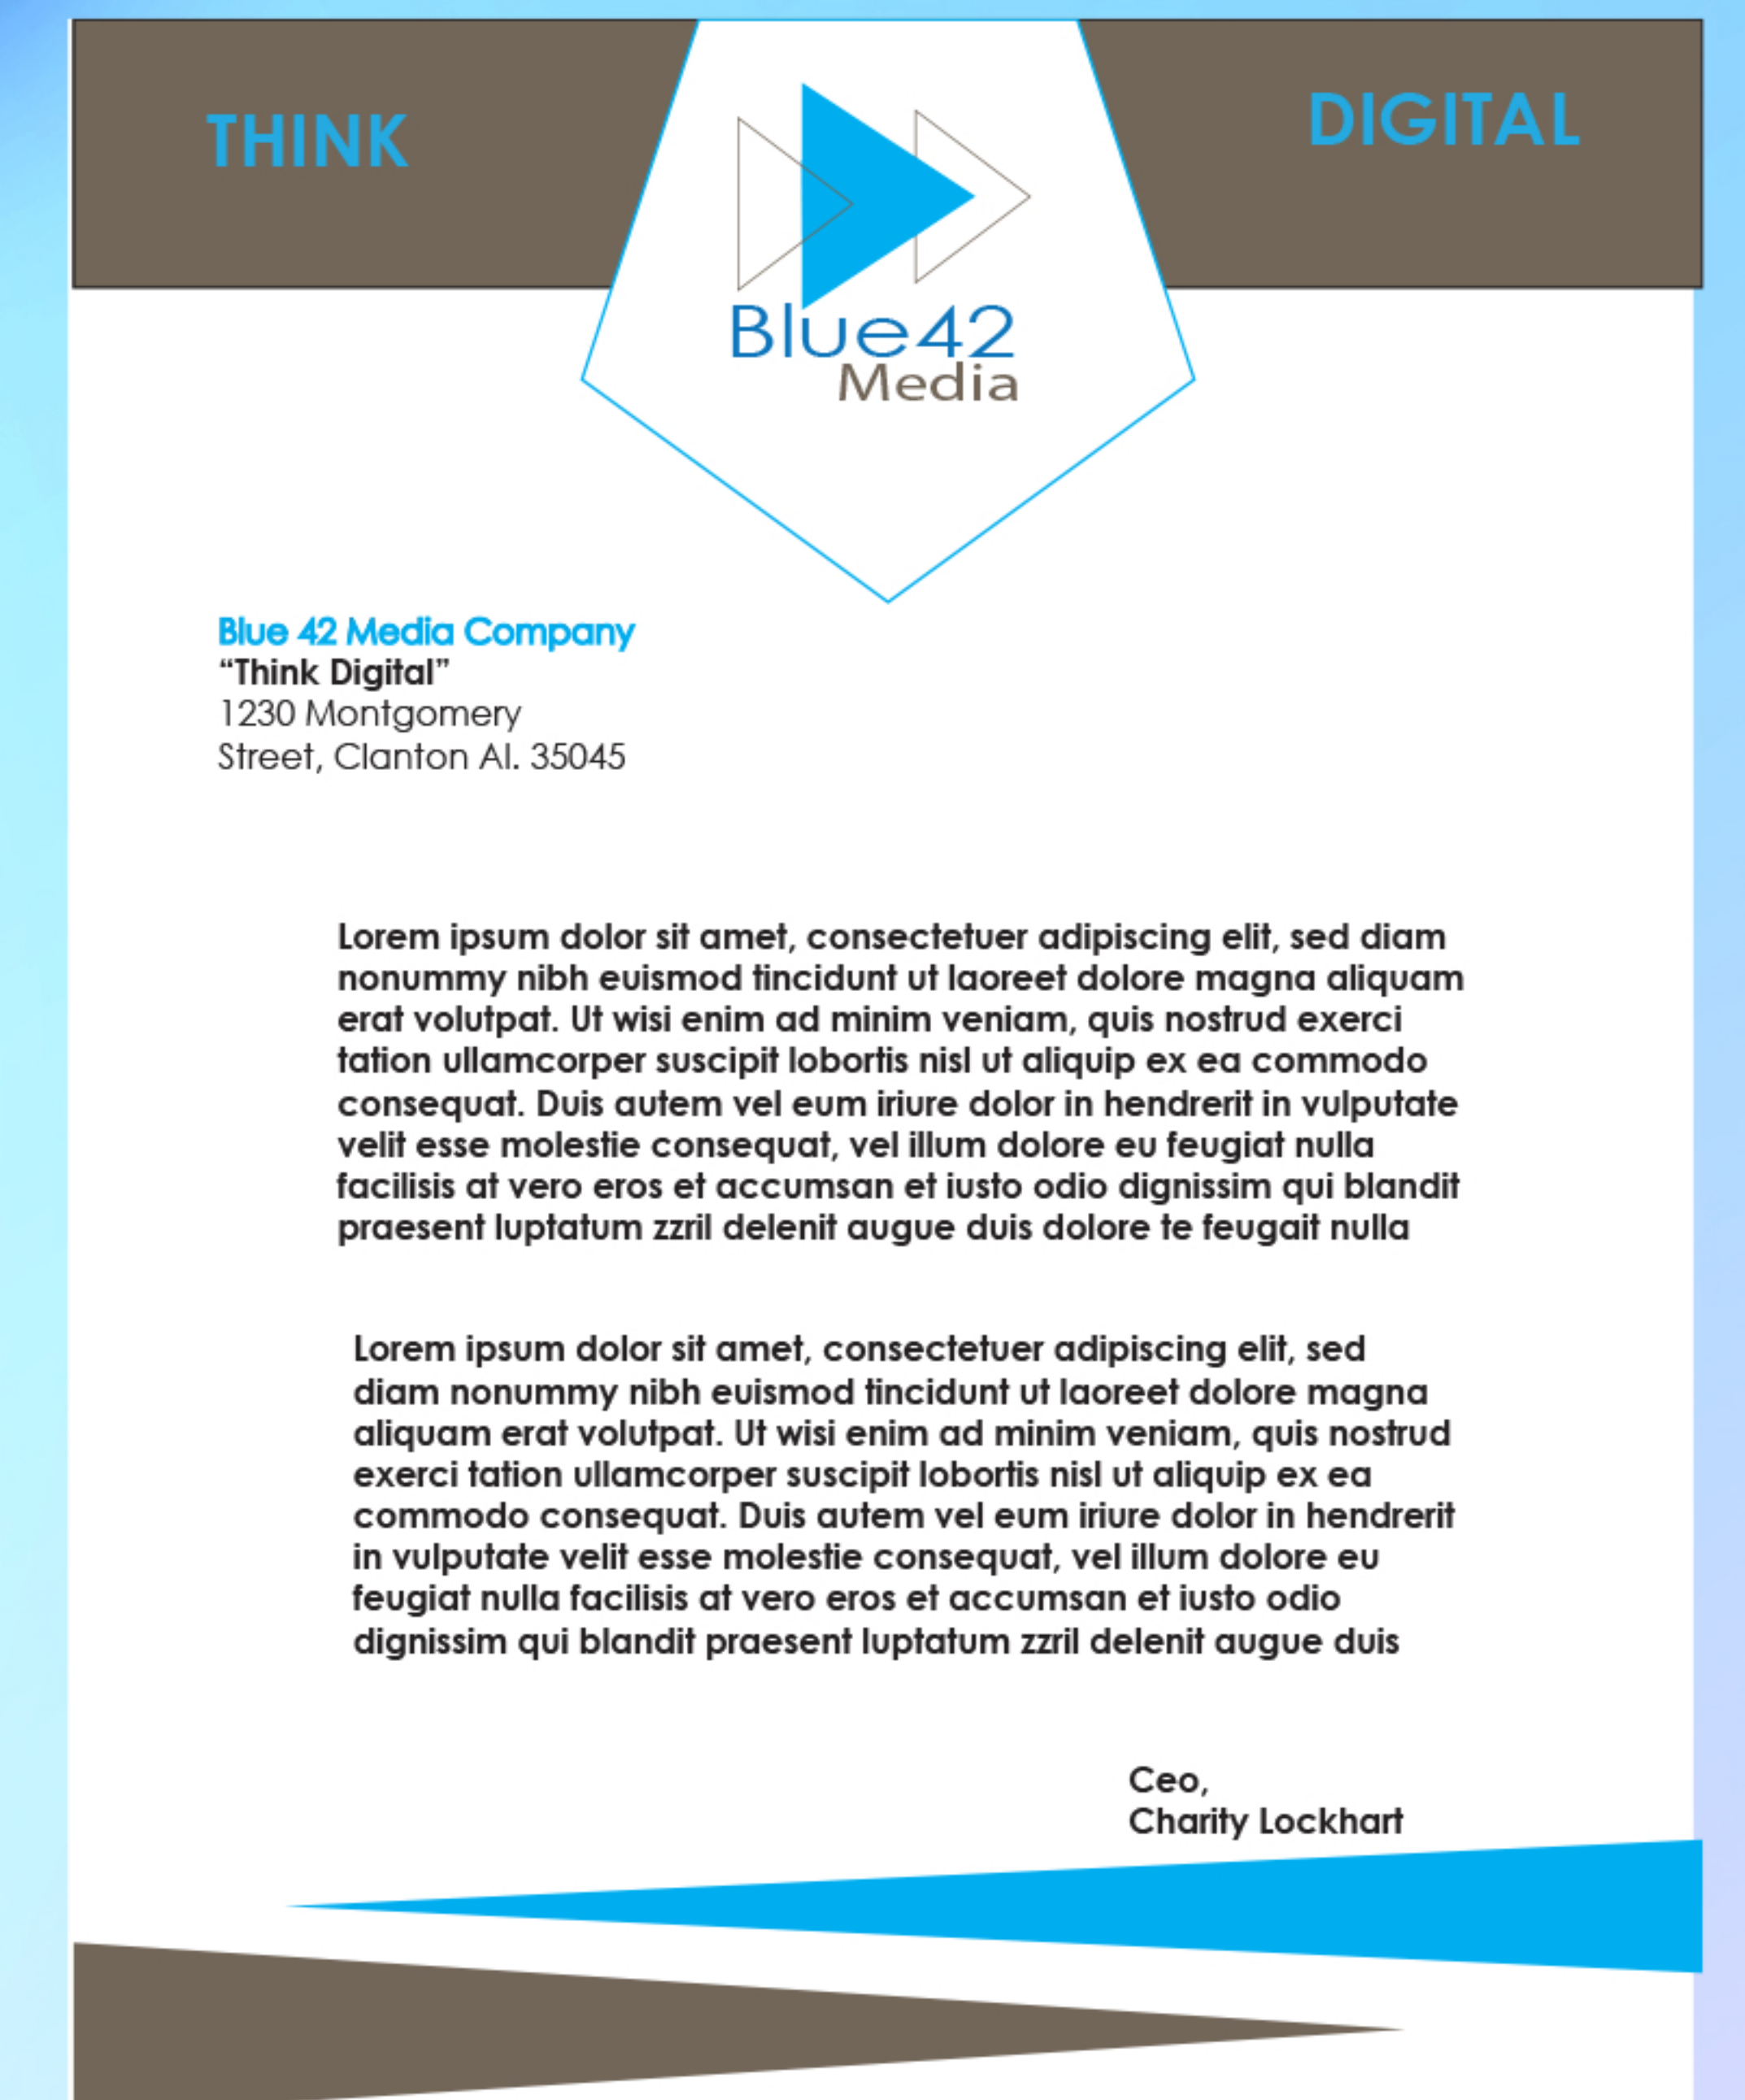 THINK
DIGITAL
Blue42
Media
Blue 42 Media Company
“Think Digital”
1230 Montgomery
Street, Clanton Al. 35045
Lorem ipsum dolor sit amet, consectetuer adipiscing elit, sed diam
nonummy nibh euismod tincidunt ut laoreet dolore magna aliquam
erat volutpat. Ut wisi enim ad minim veniam, quis nostrud exerci
tation ullamcorper suscipit lobortis nisl ut aliquip ex ea commodo
consequat. Duis autem vel eum iriure dolor in hendrerit in vulputate
velit esse molestie consequat, vel illum dolore eu feugiat nulla
facilisis at vero eros et accumsan et iusto odio dignissim qui blandit
praesent luptatum zzril delenit augue duis dolore te feugait nulla
Lorem ipsum dolor sit amet, consectetuer adipiscing elit, sed
diam nonummy nibh euismod tincidunt ut laoreet dolore magna
aliquam erat volutpat. Ut wisi enim ad minim veniam, quis nostrud
exerci tation ullamcorper suscipit lobortis nisl ut aliquip ex ea
commodo consequat. Duis autem vel eum iriure dolor in hendrerit
in vulputate velit esse molestie consequat, vel illum dolore eu
feugiat nulla facilisis at vero eros et accumsan et iusto odio
dignissim qui blandit praesent luptatum zzril delenit augue duis
Ceo,
Charity Lockhart